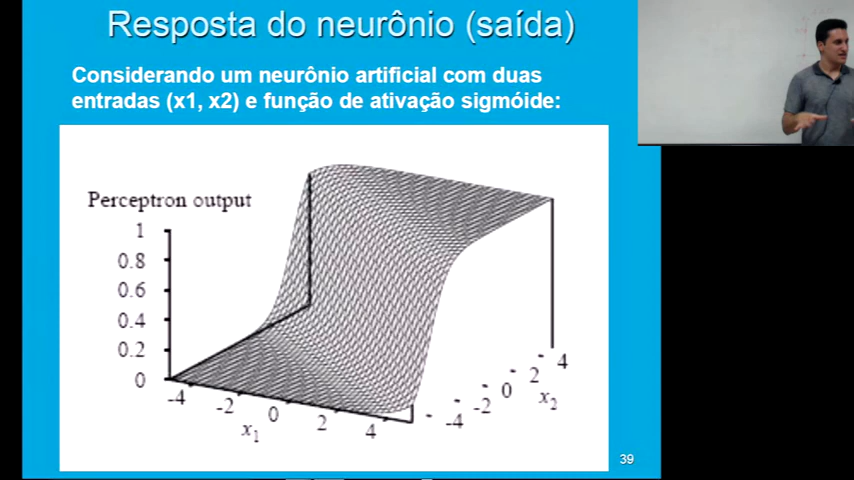 Resposta do neurônio (saída)
Considerando um neurônio artificial com duas
entradas (x1, x2) e função de ativação sigmóide:
Perceptron output
1
0.8
0.6
0.4
0.2
0
-4
-2
0
2
4
x1
-4
-2
0
2
4
x2
39